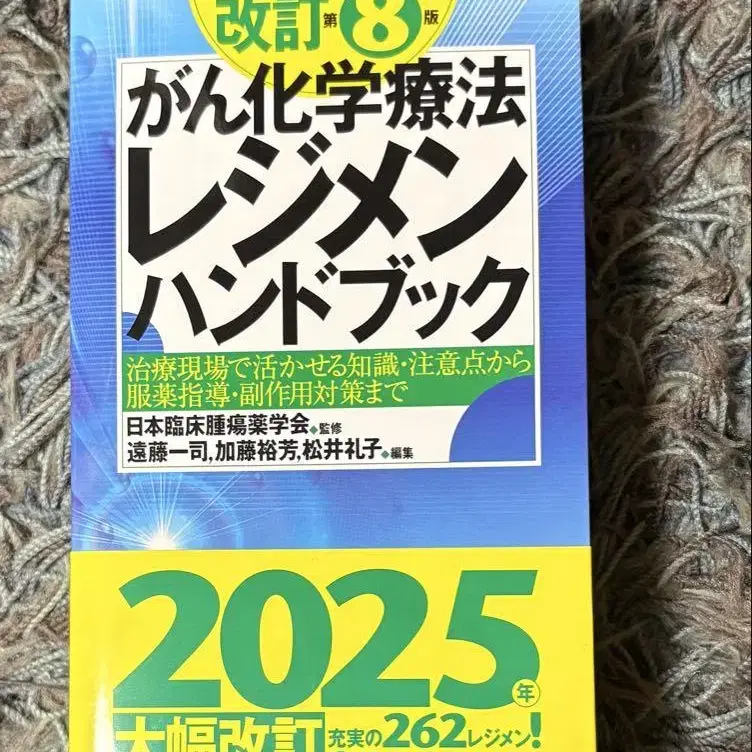 改訂第8版
がん化学療法
レジメン
ハンドブック
治療現場で活かせる知識・注意点から
服薬指導・副作用対策まで
日本臨床腫瘍薬学会◆監修
遠藤一司,加藤裕芳,松井礼子◆編集
2025年
大幅改訂 充実の262レジメン!